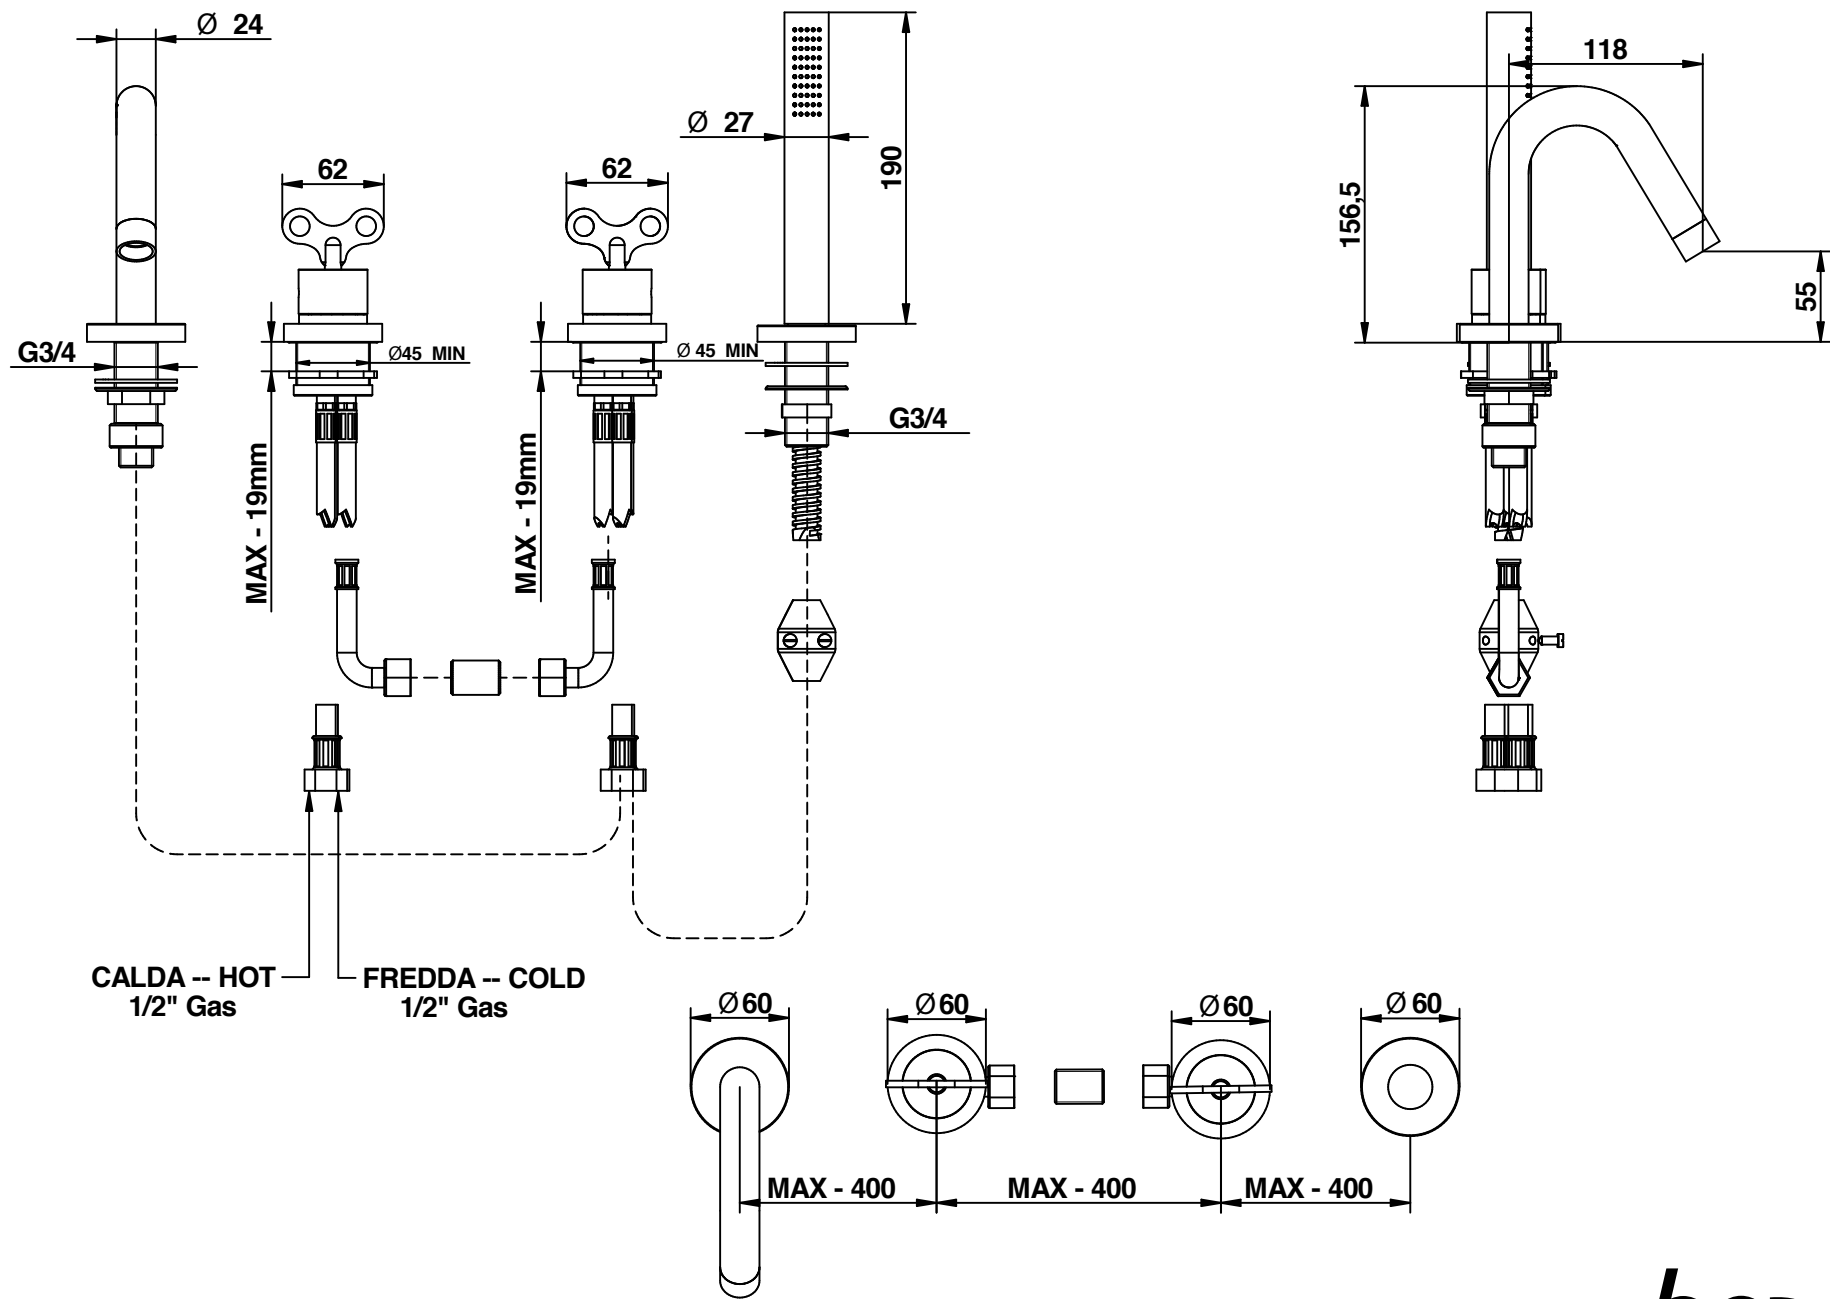 Ø 24
118
Ø 27
190
62
62
156,5
55
G3/4
Ø45 MIN
Ø 45 MIN
G3/4
MAX - 19mm
MAX - 19mm
CALDA -- HOT
1/2" Gas
FREDDA -- COLD
1/2" Gas
Ø60
Ø60
Ø60
Ø60
MAX - 400
MAX - 400
MAX - 400